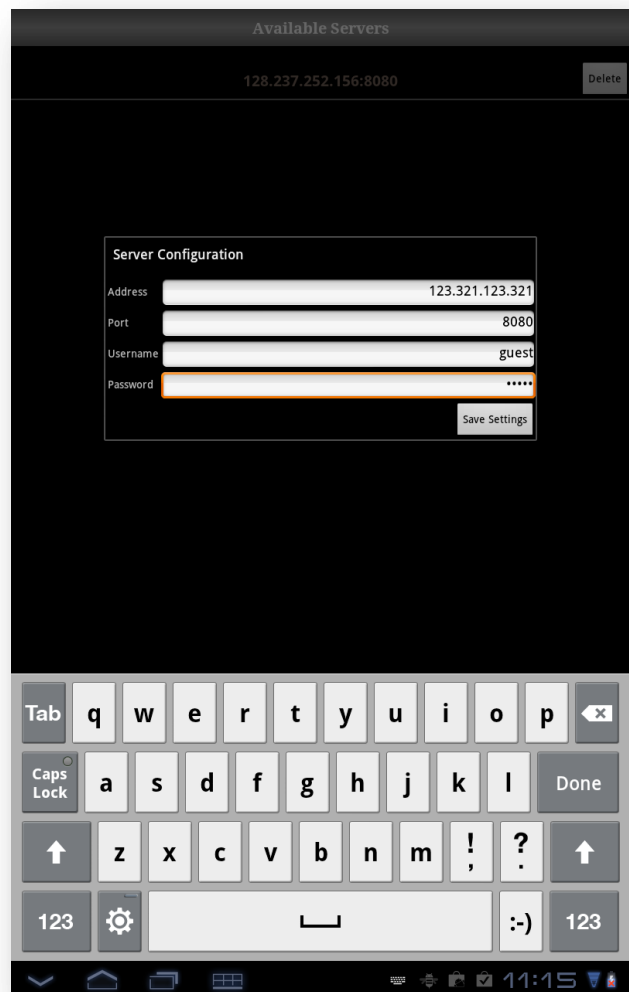 Available Servers
128.237.252.156:8080 Delete
Server Configuration
Address 123.321.123.321
Port 8080
Username guest
Password •••••
Save Settings
Tab q w e r t y u i o p
Caps Lock a s d f g h j k l Done
z x c v b n m ! , ? .
123 :-) 123
11:15